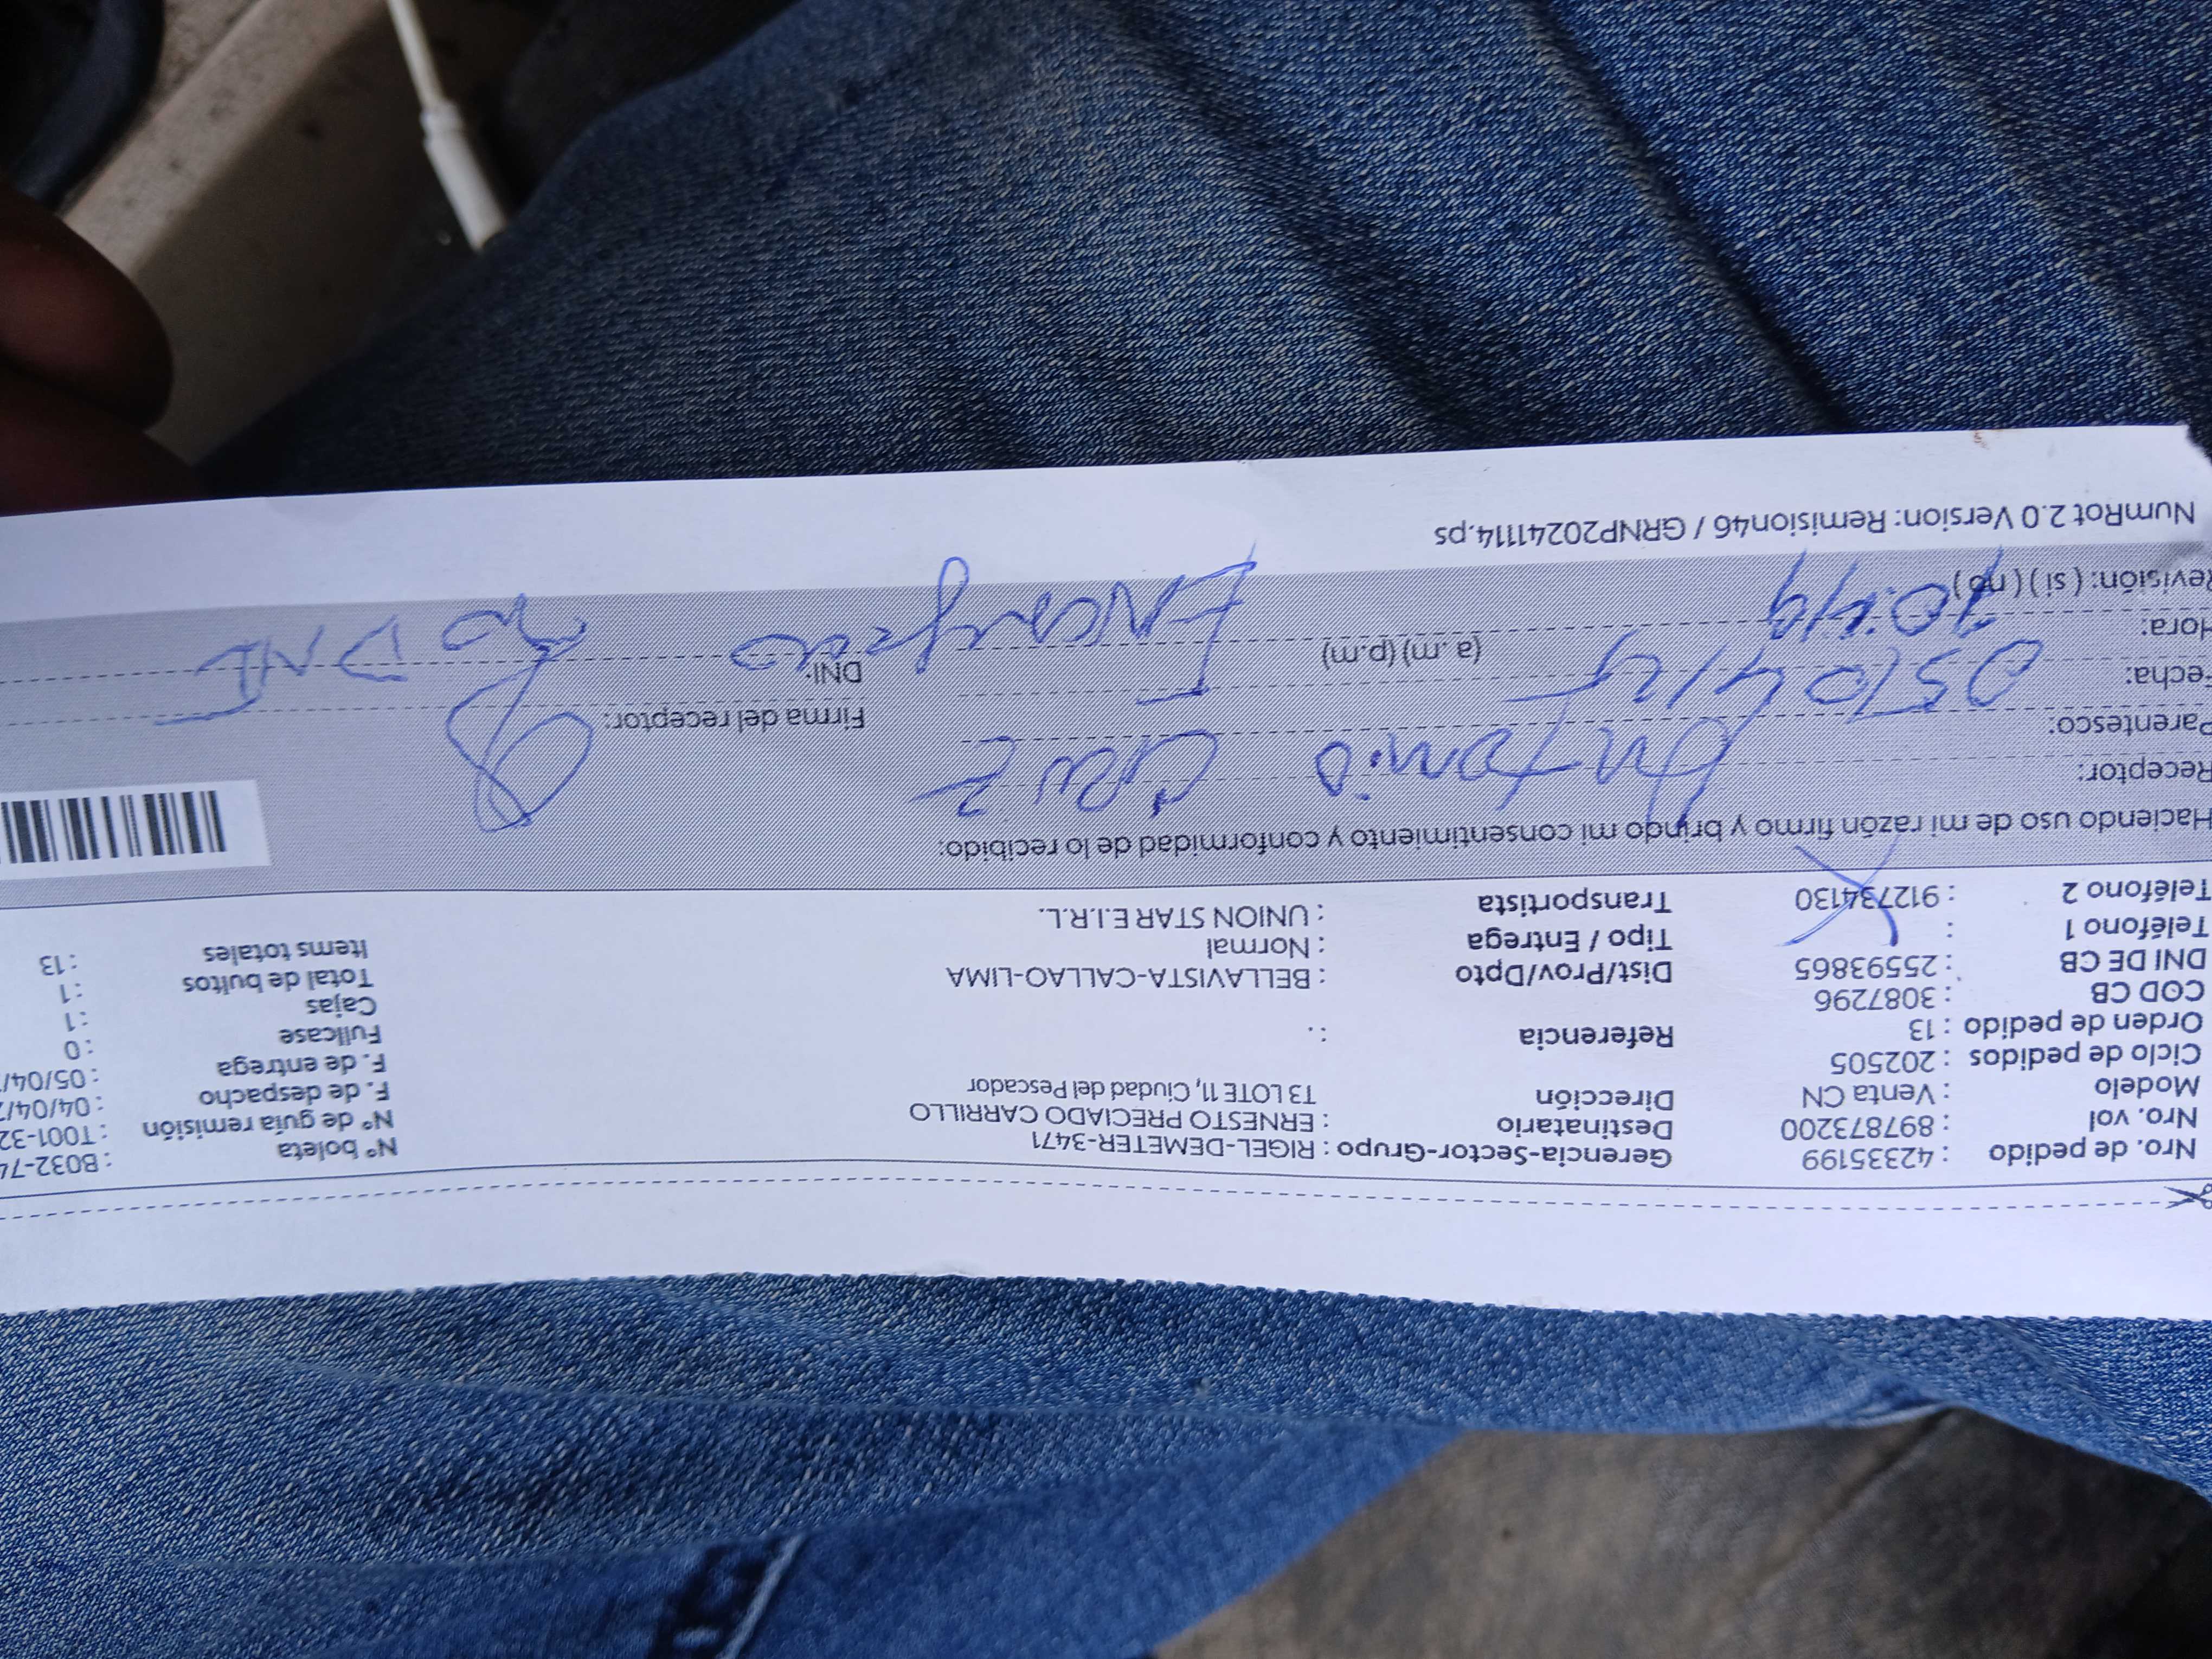 Nro. de pedido : 42335199 Gerencia-Sector-Grupo : RIGEL-DEMETER-3471 N° boleta : B032-74
Nro. vol : 897873200 Destinatario : ERNESTO PRECIADO CARRILLO N° de guía remisión : T001-32
Modelo : Venta CN Dirección T3 LOTE 11, Ciudad del Pescador F. de despacho : 04/04/
Ciclo de pedidos : 202505 F. de entrega : 05/04/
Orden de pedido : 13 Referencia : . Fullcase : 0
COD CB : 3087296 Cajas : 1
DNI DE CB : 25593865 Dist/Prov/Dpto : BELLAVISTA-CALLAO-LIMA Total de bultos : 1
Teléfono 1 : Tipo / Entrega : Normal Items totales : 13
Teléfono 2 : 912734130 Transportista : UNION STAR E.I.R.L.
Haciendo uso de mi razón firmo y brindo mi consentimiento y conformidad de lo recibido:
Receptor: Antonio Cruz
Parentesco: Firma del receptor:
Fecha: 05/04/ DNI: no DNI
Hora: 10:49 (a. m) (p.m)
Revisión: ( si ) ( no )
NumRot 2.0 Version: Remision46 / GRNP20241114.ps